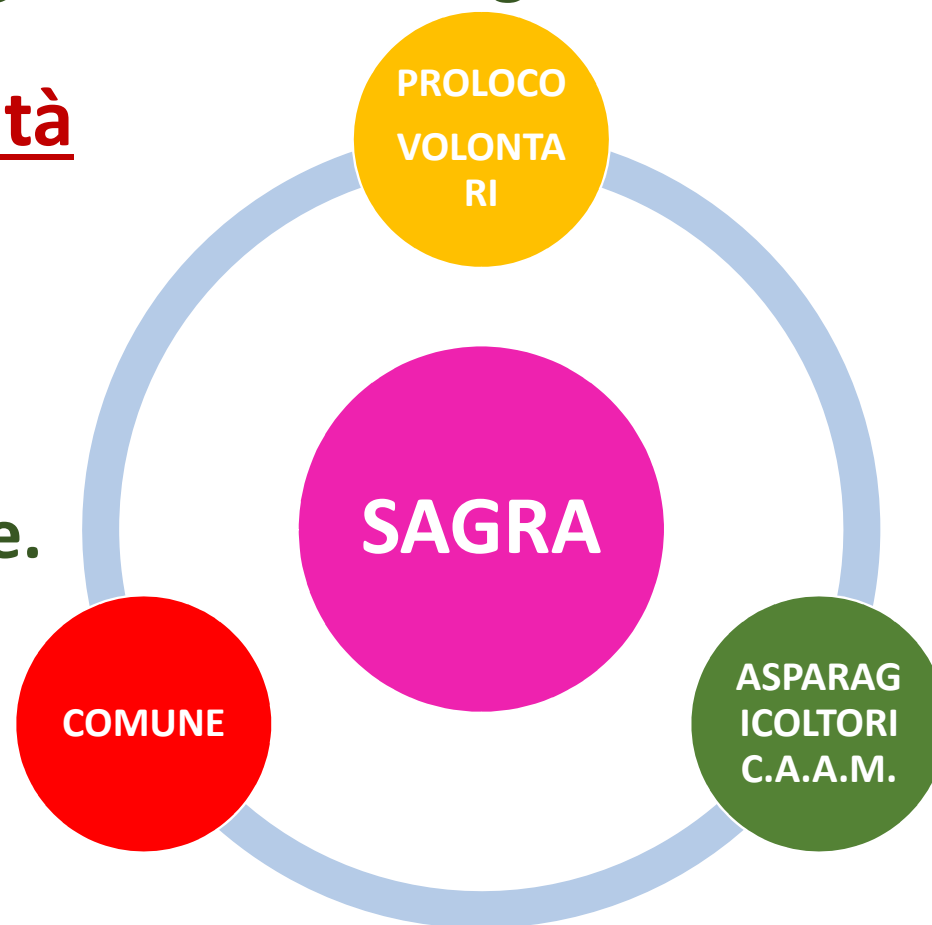 tà
PROLOCO
VOLONTA
RI
SAGRA
e.
COMUNE
ASPARAG
ICOLTORI
C.A.A.M.